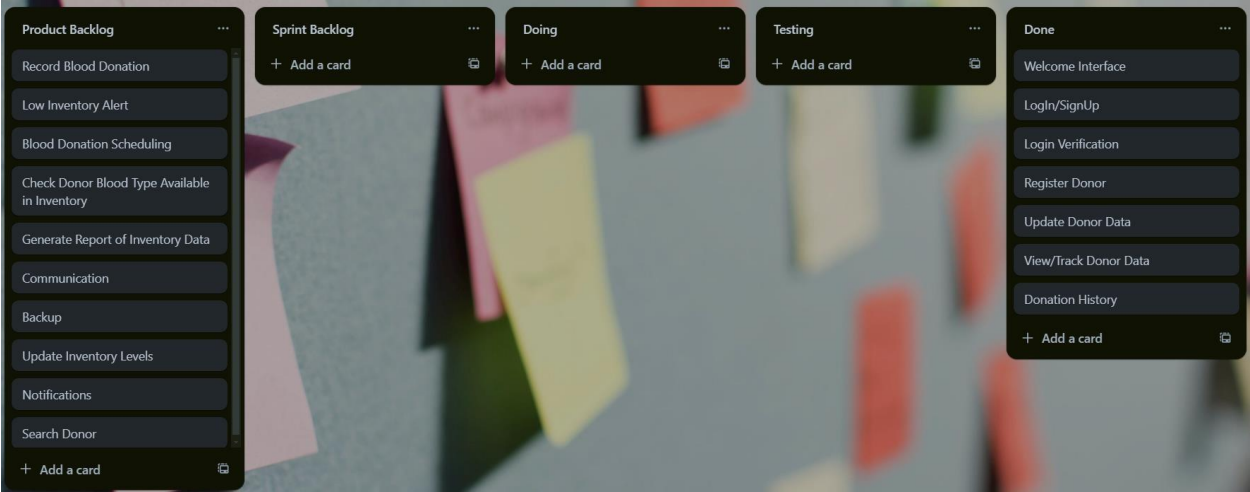 Product Backlog
Record Blood Donation
Low Inventory Alert
Blood Donation Scheduling
Check Donor Blood Type Available
in Inventory
Generate Report of Inventory Data
Communication
Backup
Update Inventory Levels
Notifications
Search Donor
+ Add a card
Sprint Backlog
+ Add a card
Doing
+ Add a card
Testing
+ Add a card
Done
Welcome Interface
LogIn/SignUp
Login Verification
Register Donor
Update Donor Data
View/Track Donor Data
Donation History
+ Add a card